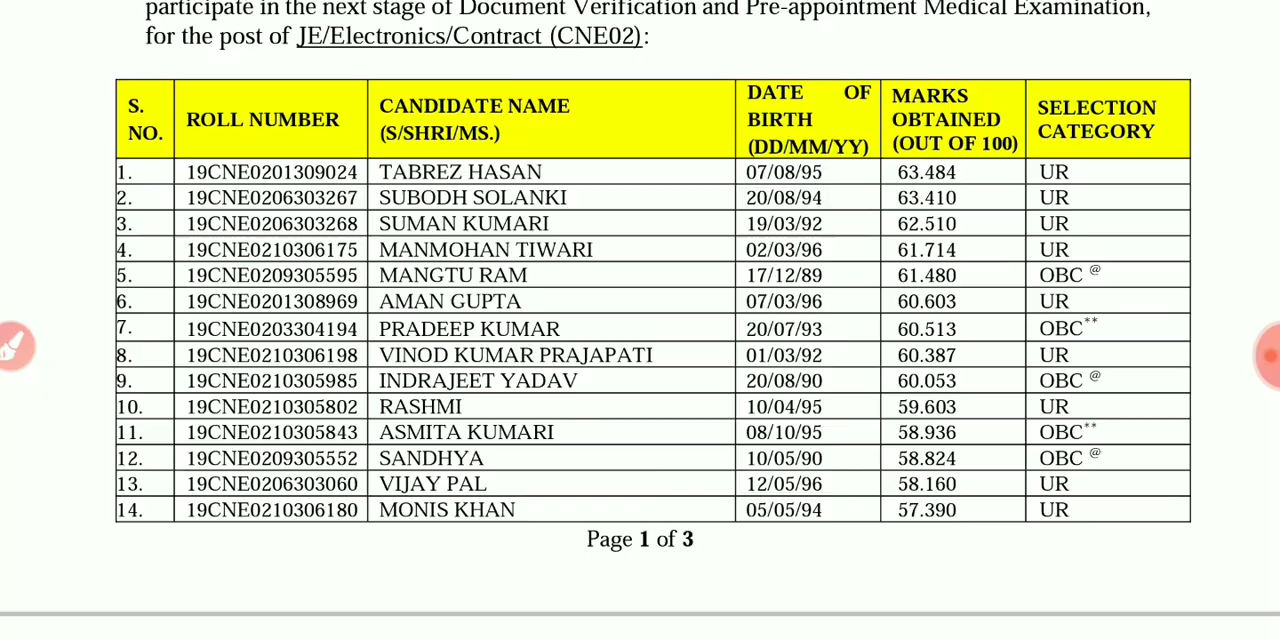 participate in the next stage of Document Verification and Pre-appointment Medical Examination,
for the post of JE/Electronics/Contract (CNE02):
S. NO. ROLL NUMBER CANDIDATE NAME (S/SHRI/MS.) DATE OF BIRTH (DD/MM/YY) MARKS OBTAINED (OUT OF 100) SELECTION CATEGORY
1. 19CNE0201309024 TABREZ HASAN 07/08/95 63.484 UR
2. 19CNE0206303267 SUBODH SOLANKI 20/08/94 63.410 UR
3. 19CNE0206303268 SUMAN KUMARI 19/03/92 62.510 UR
4. 19CNE0210306175 MANMOHAN TIWARI 02/03/96 61.714 UR
5. 19CNE0209305595 MANGTU RAM 17/12/89 61.480 OBC @
6. 19CNE0201308969 AMAN GUPTA 07/03/96 60.603 UR
7. 19CNE0203304194 PRADEEP KUMAR 20/07/93 60.513 OBC**
8. 19CNE0210306198 VINOD KUMAR PRAJAPATI 01/03/92 60.387 UR
9. 19CNE0210305985 INDRAJEET YADAV 20/08/90 60.053 OBC @
10. 19CNE0210305802 RASHMI 10/04/95 59.603 UR
11. 19CNE0210305843 ASMITA KUMARI 08/10/95 58.936 OBC**
12. 19CNE0209305552 SANDHYA 10/05/90 58.824 OBC @
13. 19CNE0206303060 VIJAY PAL 12/05/96 58.160 UR
14. 19CNE0210306180 MONIS KHAN 05/05/94 57.390 UR
Page 1 of 3